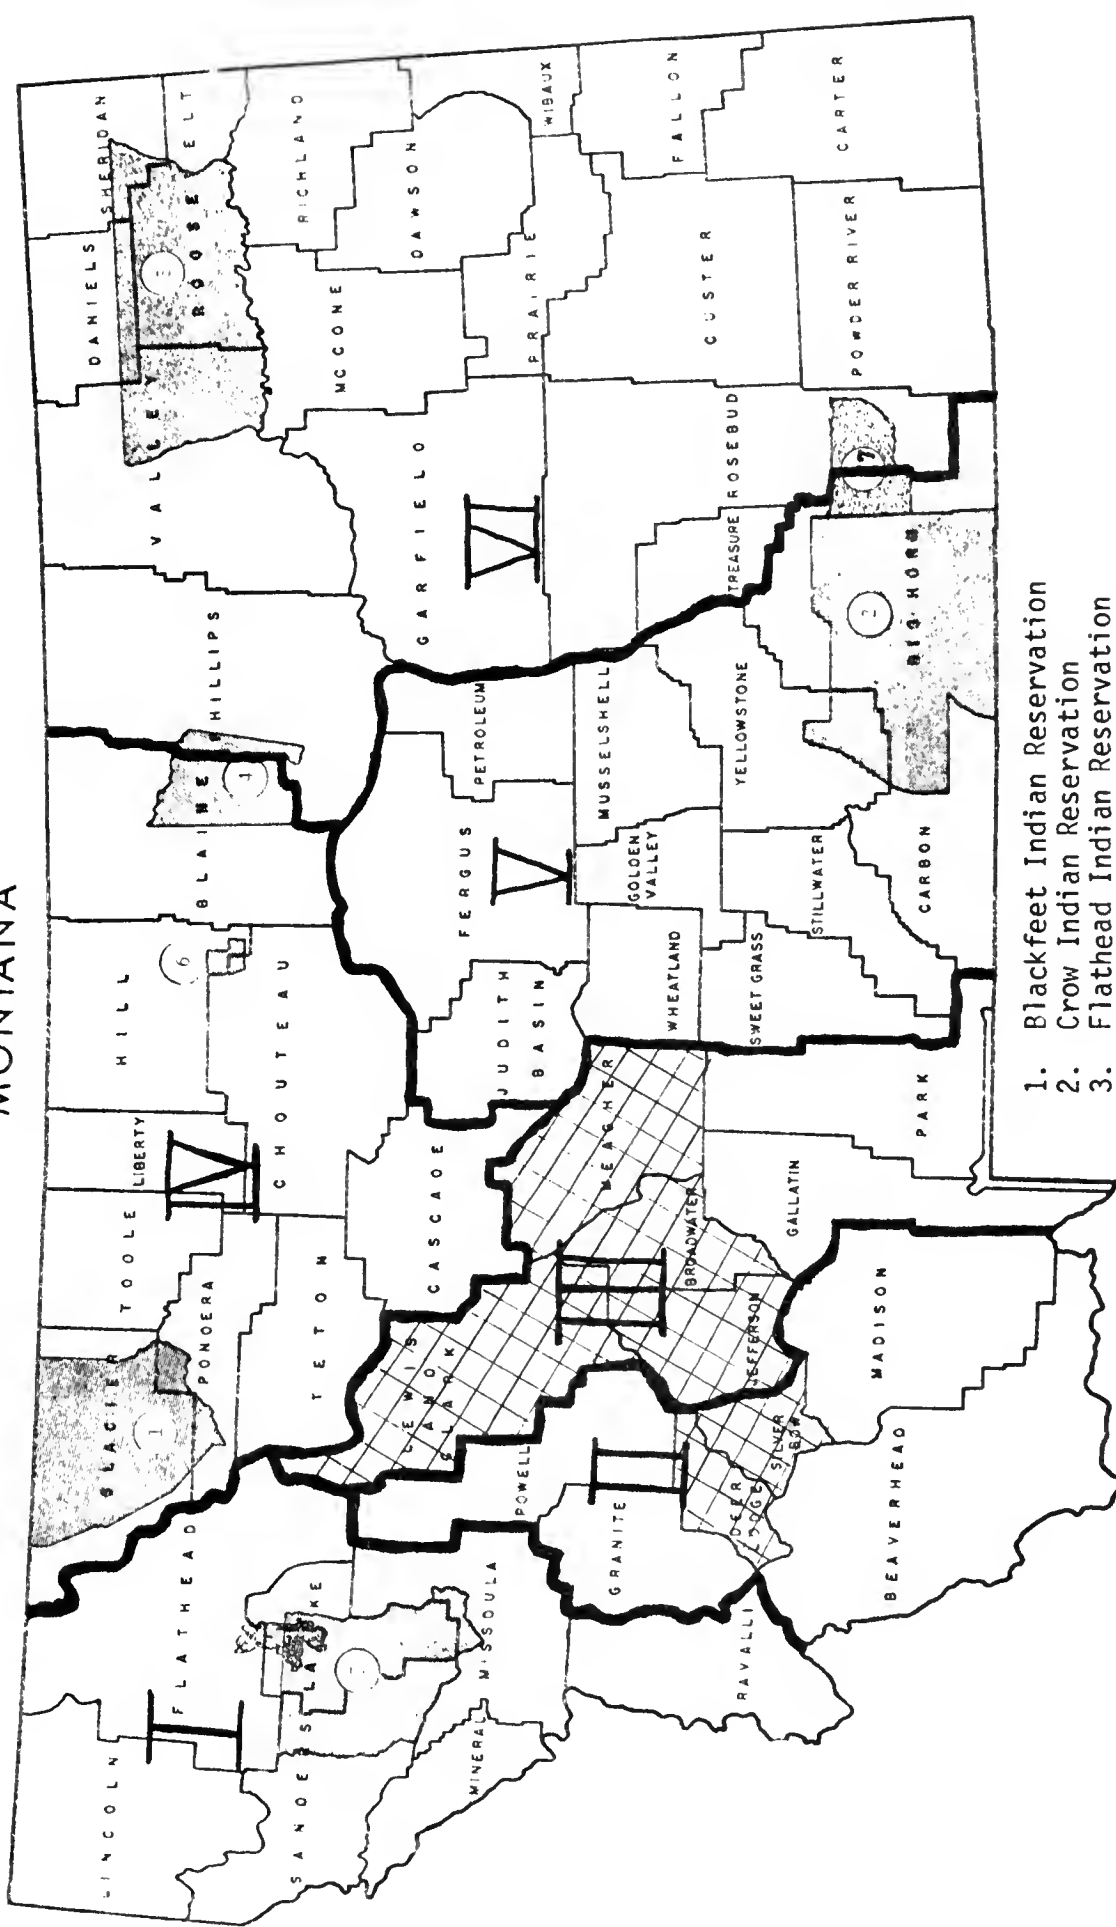 MONTANA
LINCOLN
FLATHEAD
I
SANDERS
LAKE
MINERAL
MISSOULA
RAVALLI
GLACIER
1
PONDERA
TOOLE
LIBERTY
IV
HILL
6
CHOUTEAU
TETON
CASCADE
LEWIS
AND
CLARK
POWELL
GRANITE
II
DEER
LODGE
SILVER
BOW
BEAVERHEAD
MADISON
JEFFERSON
BROADWATER
III
MEAGHER
GALLATIN
PARK
BLAINE
4
PHILLIPS
VALLEY
DANIELS
SHERIDAN
ROOSE ELT
RICHLAND
MCCONE
DAWSON
GARFIELD
VI
PRAIRIE
WIBAUX
FALLON
CUSTER
CARTER
POWDER RIVER
ROSEBUD
TREASURE
7
2
BIG HORN
PETROLEUM
FERGUS
V
JUDITH
BASIN
MUSSELSHELL
GOLDEN
VALLEY
WHEATLAND
YELLOWSTONE
STILLWATER
SWEET GRASS
CARBON
1. Blackfeet Indian Reservation
2. Crow Indian Reservation
3. Flathead Indian Reservation